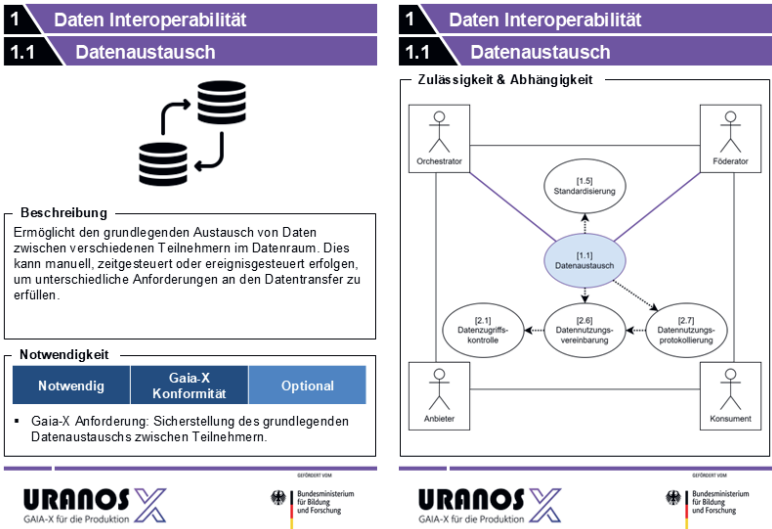 1 Daten Interoperabilität
1.1 Datenaustausch
Beschreibung
Ermöglicht den grundlegenden Austausch von Daten
zwischen verschiedenen Teilnehmern im Datenraum. Dies
kann manuell, zeitgesteuert oder ereignisgesteuert erfolgen,
um unterschiedliche Anforderungen an den Datentransfer zu
erfüllen.
Notwendigkeit
Notwendig
Gaia-X
Konformität
Optional
▪ Gaia-X Anforderung: Sicherstellung des grundlegenden
Datenaustauschs zwischen Teilnehmern.
URANOS X
GAIA-X für die Produktion
GEFÖRDERT VOM
Bundesministerium
für Bildung
und Forschung
1 Daten Interoperabilität
1.1 Datenaustausch
Zulässigkeit & Abhängigkeit
Orchestrator
Föderator
[1.5]
Standardisierung
[1.1]
Datenaustausch
[2.1]
Datenzugriffs-
kontrolle
[2.6]
Datennutzungs-
vereinbarung
[2.7]
Datennutzungs-
protokollierung
Anbieter
Konsument
URANOS X
GAIA-X für die Produktion
GEFÖRDERT VOM
Bundesministerium
für Bildung
und Forschung